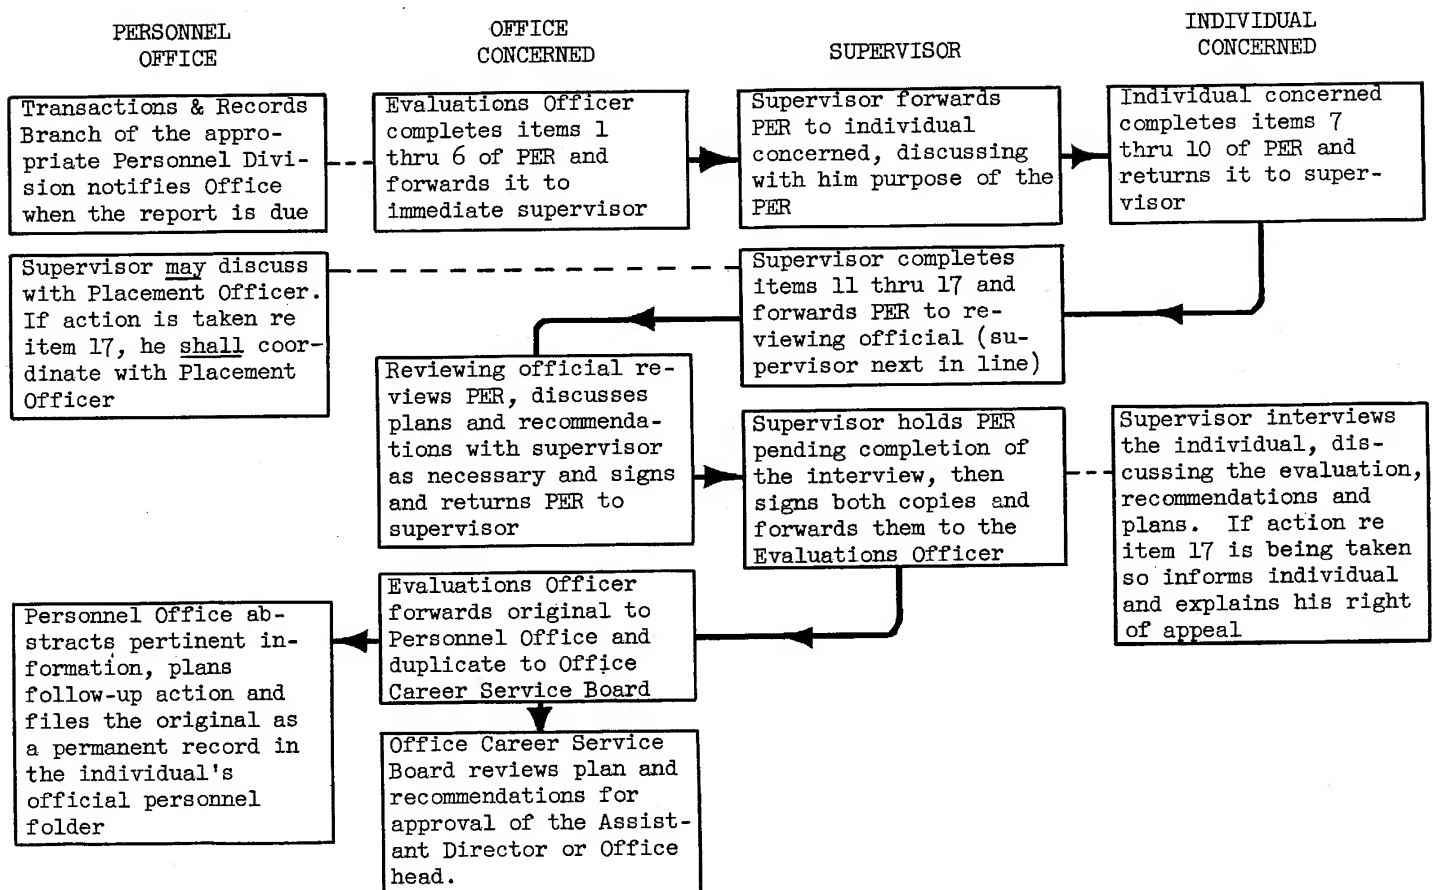 PERSONNEL
OFFICE
OFFICE
CONCERNED
SUPERVISOR
INDIVIDUAL
CONCERNED
Transactions & Records
Branch of the appro-
priate Personnel Divi-
sion notifies Office
when the report is due
Evaluations Officer
completes items 1
thru 6 of PER and
forwards it to
immediate supervisor
Supervisor forwards
PER to individual
concerned, discussing
with him purpose of the
PER
Individual concerned
completes items 7
thru 10 of PER and
returns it to super-
visor
Supervisor may discuss
with Placement Officer.
If action is taken re
item 17, he shall coor-
dinate with Placement
Officer
Supervisor completes
items 11 thru 17 and
forwards PER to re-
viewing official (su-
pervisor next in line)
Reviewing official re-
views PER, discusses
plans and recommenda-
tions with supervisor
as necessary and signs
and returns PER to
supervisor
Supervisor holds PER
pending completion of
the interview, then
signs both copies and
forwards them to the
Evaluations Officer
Supervisor interviews
the individual, dis-
cussing the evaluation,
recommendations and
plans. If action re
item 17 is being taken
so informs individual
and explains his right
of appeal
Evaluations Officer
forwards original to
Personnel Office and
duplicate to Office
Career Service Board
Personnel Office ab-
stracts pertinent in-
formation, plans
follow-up action and
files the original as
a permanent record in
the individual's
official personnel
folder
Office Career Service
Board reviews plan and
recommendations for
approval of the Assist-
ant Director or Office
head.